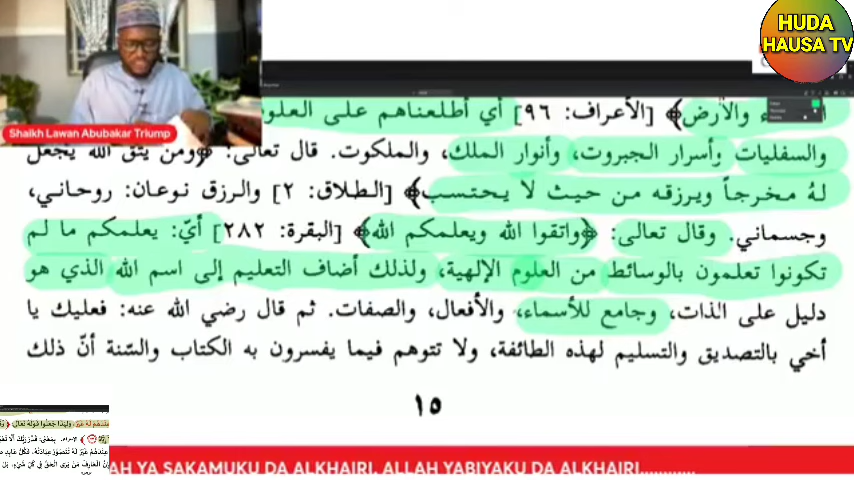 HUDA
HAUSA TV
Shaikh Lawan Abubakar Triump
والأرض﴾ [الأعراف: ٩٦] أي أطلعناهم على العلو
والسفليات وأسرار الجبروت، وأنوار الملك، والملكوت. قال تعالى: ﴿ومن يتق الله يجعل
لهُ مخرجاً ويرزقه من حيث لا يحتسب﴾ [الطلاق: ٢] والرزق نوعان: روحاني،
وجسماني. وقال تعالى: ﴿واتقوا الله ويعلمكم الله﴾ [البقرة: ٢٨٢] أيّ: يعلمكم ما لم
تكونوا تعلمون بالوسائط من العلوم الإلهية، ولذلك أضاف التعليم إلى اسم الله الذي هو
دليل على الذات، وجامع للأسماء، والأفعال، والصفات. ثم قال رضي الله عنه: فعليك يا
أخي بالتصديق والتسليم لهذه الطائفة، ولا تتوهم فيما يفسرون به الكتاب والسّنة أنّ ذلك
١٥
AH YA SAKAMUKU DA ALKHAIRI. ALLAH YABIYAKU DA ALKHAIRI............